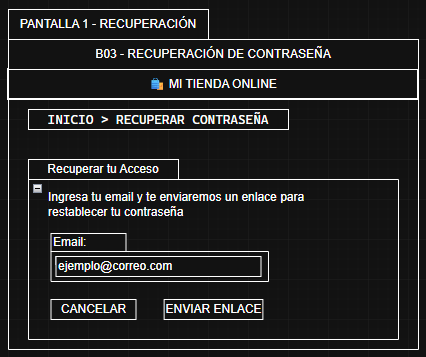 PANTALLA 1 - RECUPERACIÓN
B03 - RECUPERACIÓN DE CONTRASEÑA
🛍️ MI TIENDA ONLINE
INICIO > RECUPERAR CONTRASEÑA
Recuperar tu Acceso
Ingresa tu email y te enviaremos un enlace para
restablecer tu contraseña
Email:
ejemplo@correo.com
CANCELAR
ENVIAR ENLACE